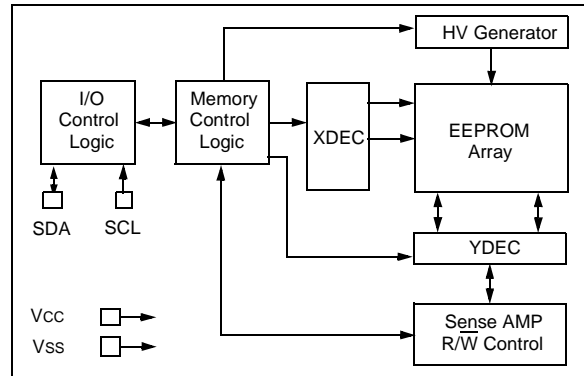 HV Generator
I/O
Control
Logic
Memory
Control
Logic
XDEC
EEPROM
Array
SDA
SCL
YDEC
VCC
VSS
Sense AMP
R/W̅ Control